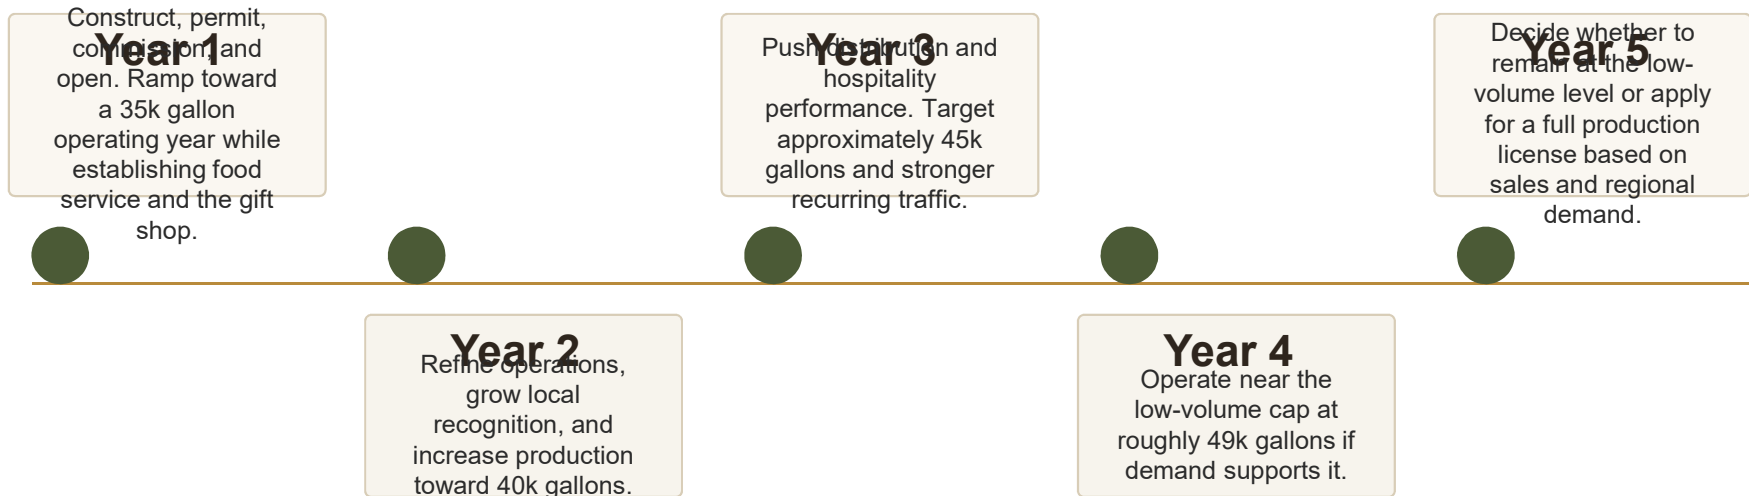 Year 1
Construct, permit,
commission, and
open. Ramp toward
a 35k gallon
operating year while
establishing food
service and the gift
shop.
Year 2
Refine operations,
grow local
recognition, and
increase production
toward 40k gallons.
Year 3
Push distribution and
hospitality
performance. Target
approximately 45k
gallons and stronger
recurring traffic.
Year 4
Operate near the
low-volume cap at
roughly 49k gallons if
demand supports it.
Year 5
Decide whether to
remain at the low-
volume level or apply
for a full production
license based on
sales and regional
demand.